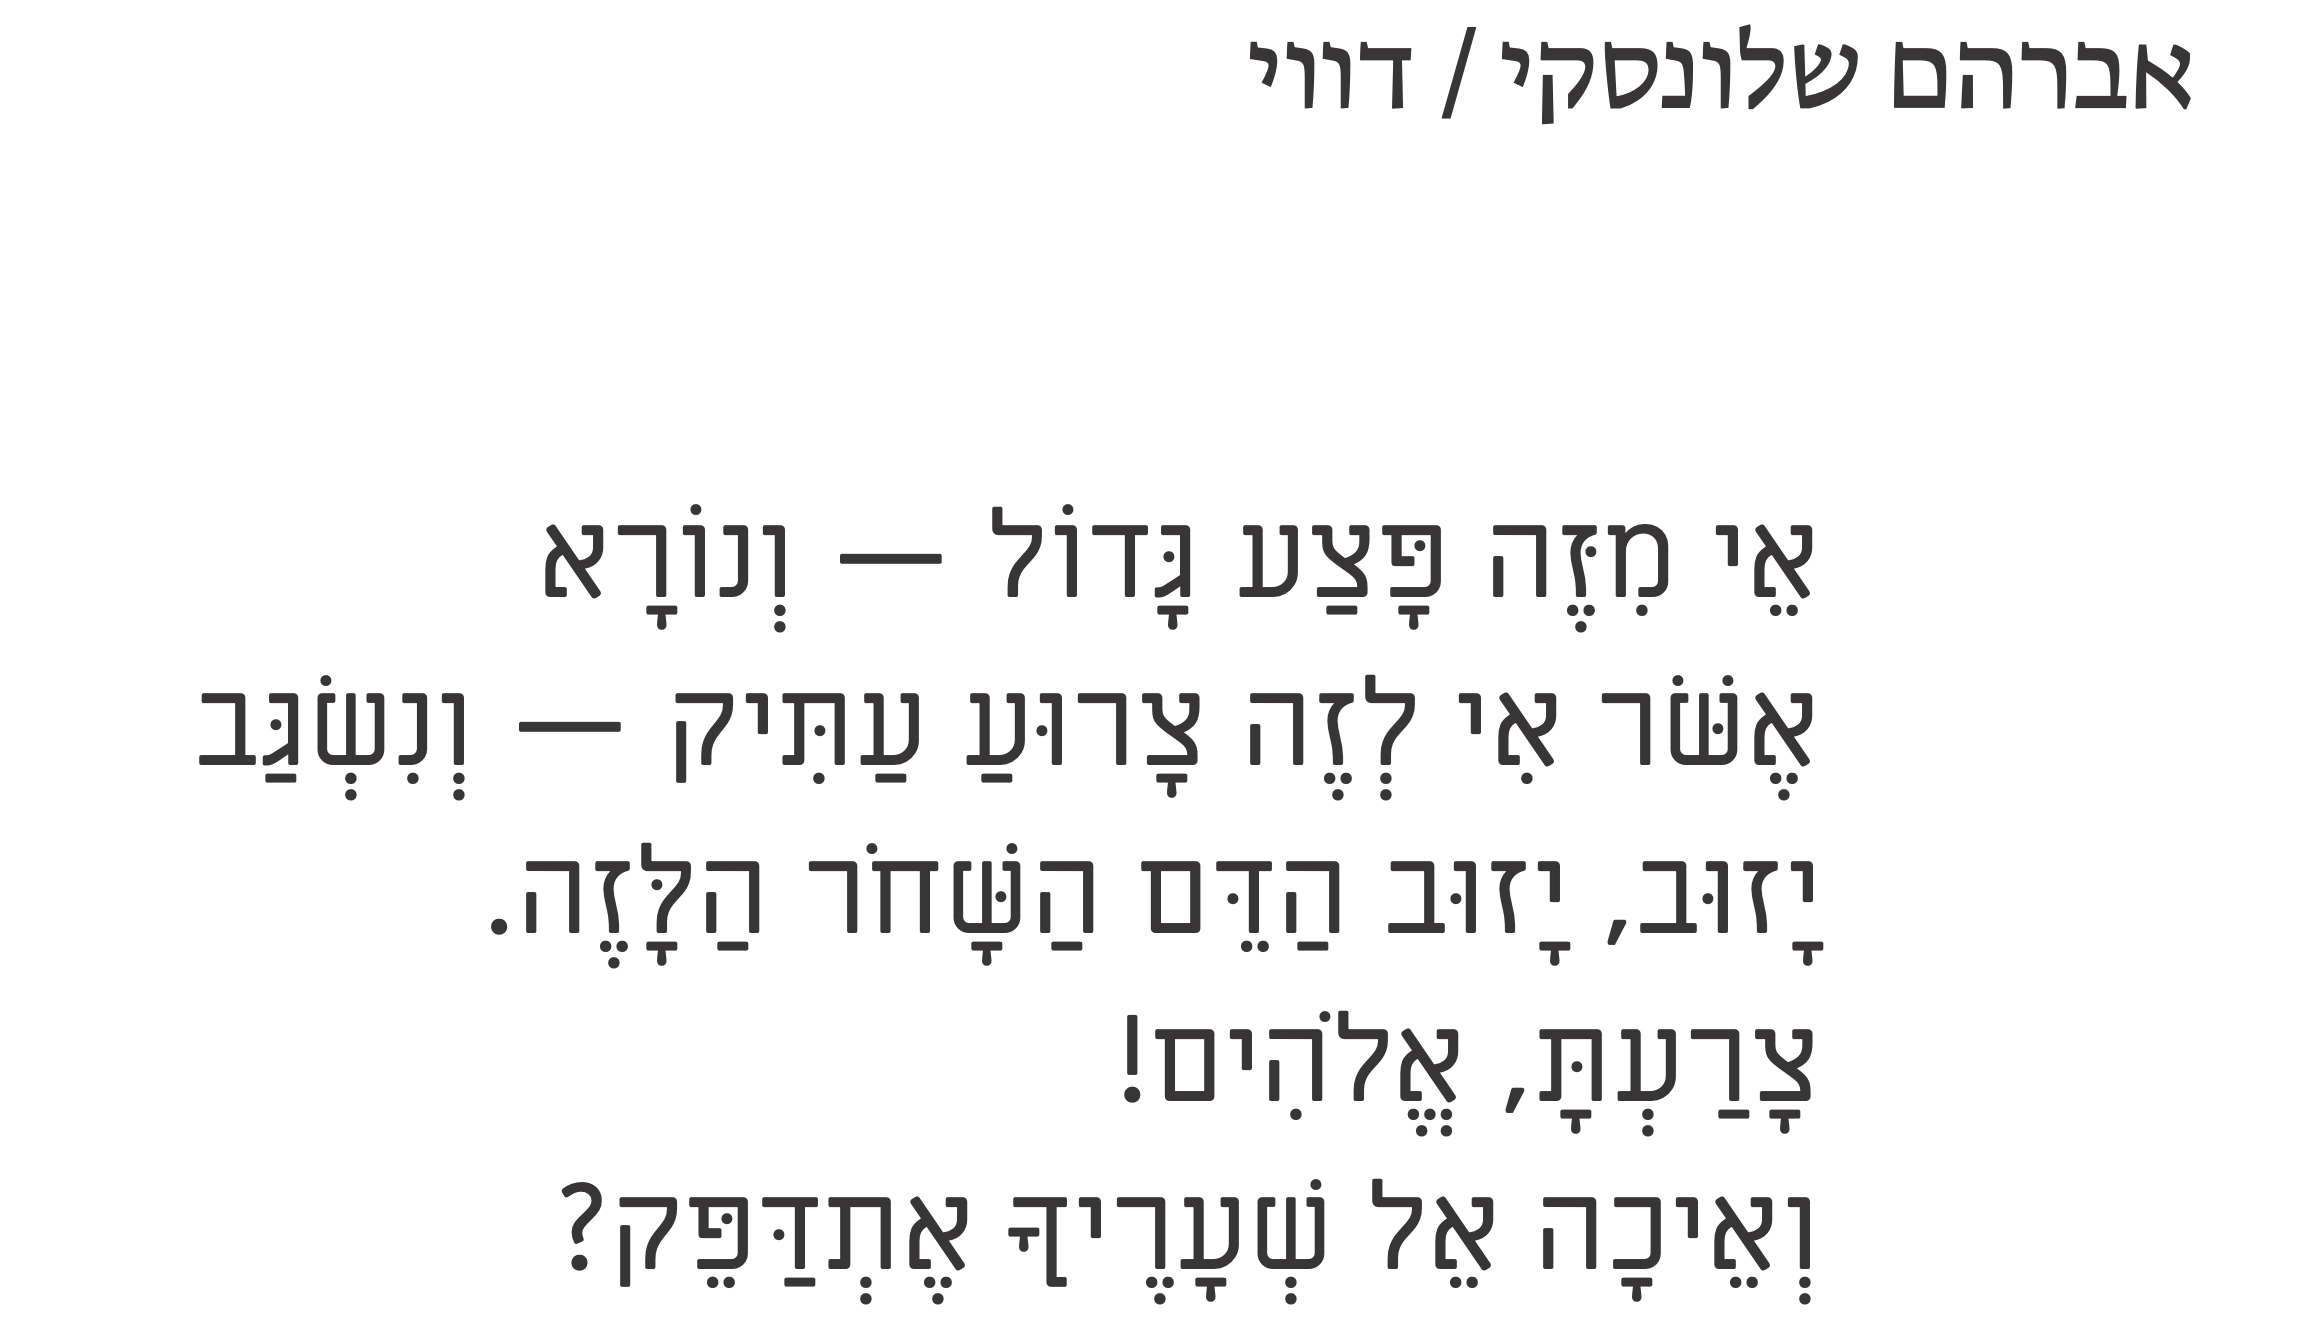 אברהם שלונסקי / דווי
אֵי מִזֶּה פָּצַע גָּדוֹל — וְנוֹרָא
אֶשֹּׁר אִי לְזֶה צָרוּעַ עַתִּיק — וְנִשְׂגַּב
יָזוּב, יָזוּב הַדֵּם הַשָּׁחֹר הַלָּזֶה.
צָרַעְתָּ, אֱלֹהִים!
וְאֵיכָה אֵל שְׁעָרֶיךָ אֶתְדַּפֵּק?